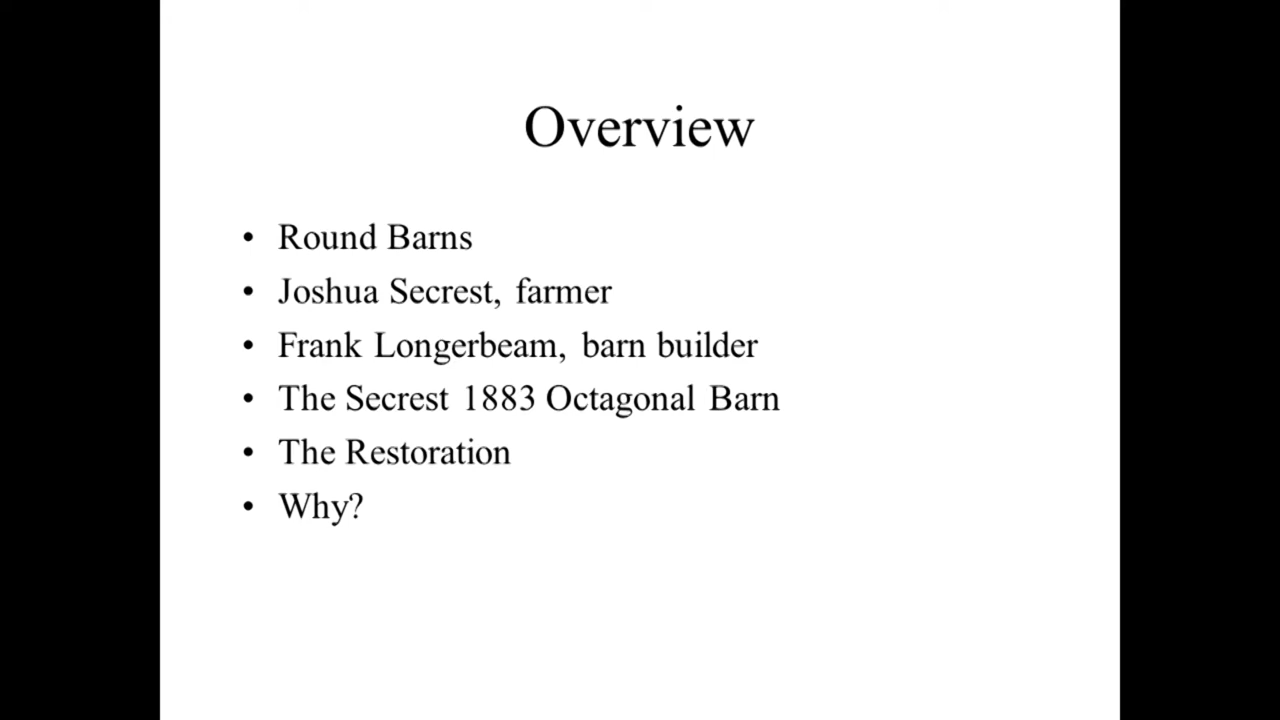 Overview
• Round Barns
• Joshua Secrest, farmer
• Frank Longerbeam, barn builder
• The Secrest 1883 Octagonal Barn
• The Restoration
• Why?